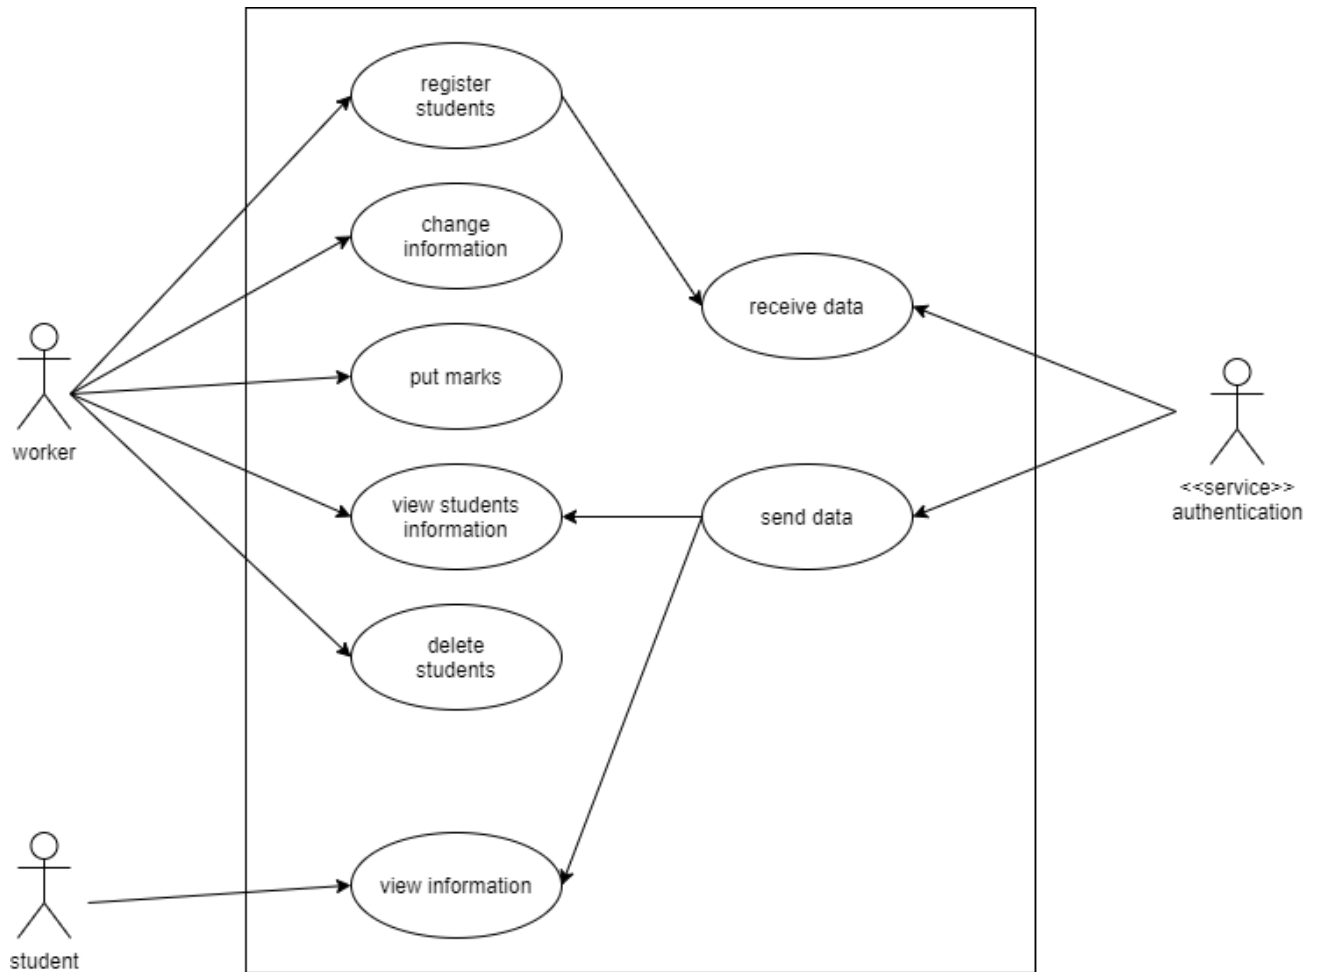 register
students
change
information
receive data
put marks
worker
view students
information
send data
<<service>>
authentication
delete
students
view information
student